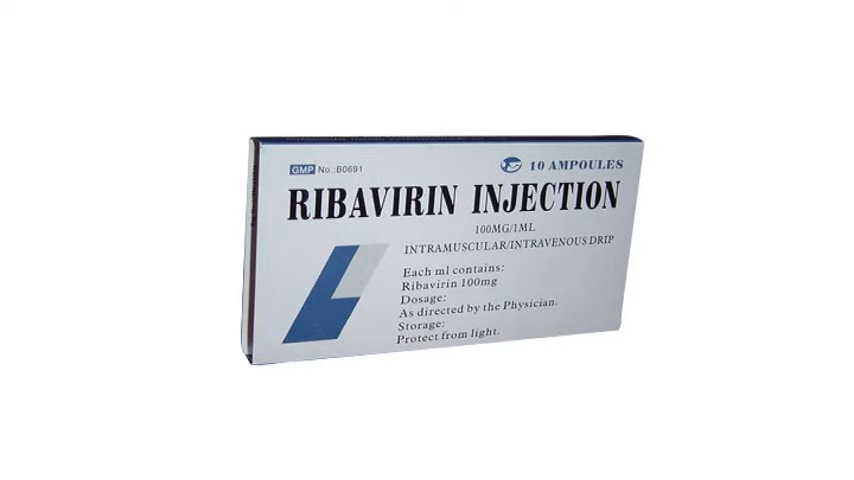 GMP No.:B0691
10 AMPOULES
RIBAVIRIN INJECTION
100MG/1ML
INTRAMUSCULAR/INTRAVENOUS DRIP
Each ml contains:
Ribavirin 100mg
Dosage:
As directed by the Physician.
Storage:
Protect from light.